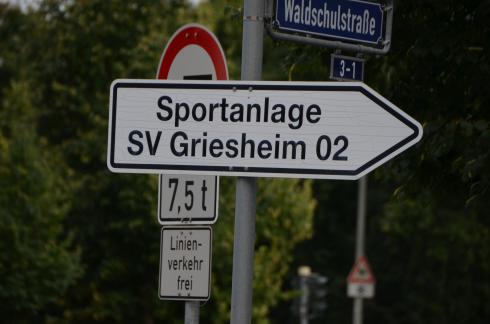 Waldschulstraße
3-1
Sportanlage
SV Griesheim 02
7,5 t
Linien-
verkehr
frei